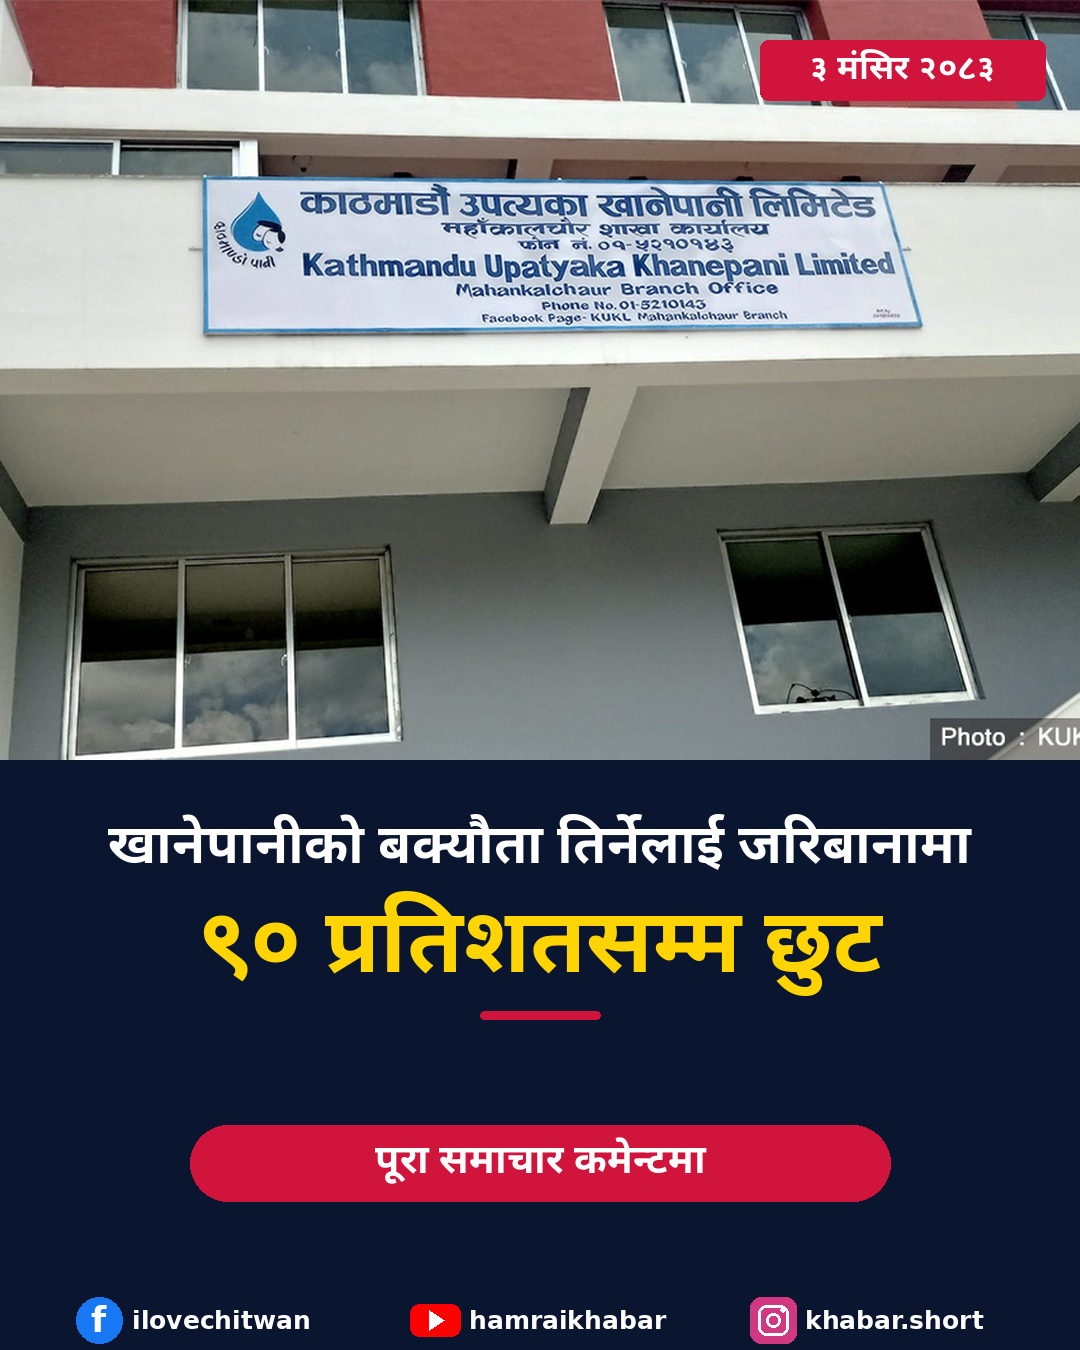 ३ मंसिर २०८३
काठमाडौं उपत्यका खानेपानी लिमिटेड
महाँकालचौर शाखा कार्यालय
फोन नं. ०१-५२१०१४३
Kathmandu Upatyaka Khanepani Limited
Mahankalchaur Branch Office
Phone No. 01-5210143
Facebook Page- KUKL Mahankalchaur Branch
Photo : KUK
खानेपानीको बक्यौता तिर्नेलाई जरिबानामा
९० प्रतिशतसम्म छुट
पूरा समाचार कमेन्टमा
ilovechitwan
hamraikhabar
khabar.short